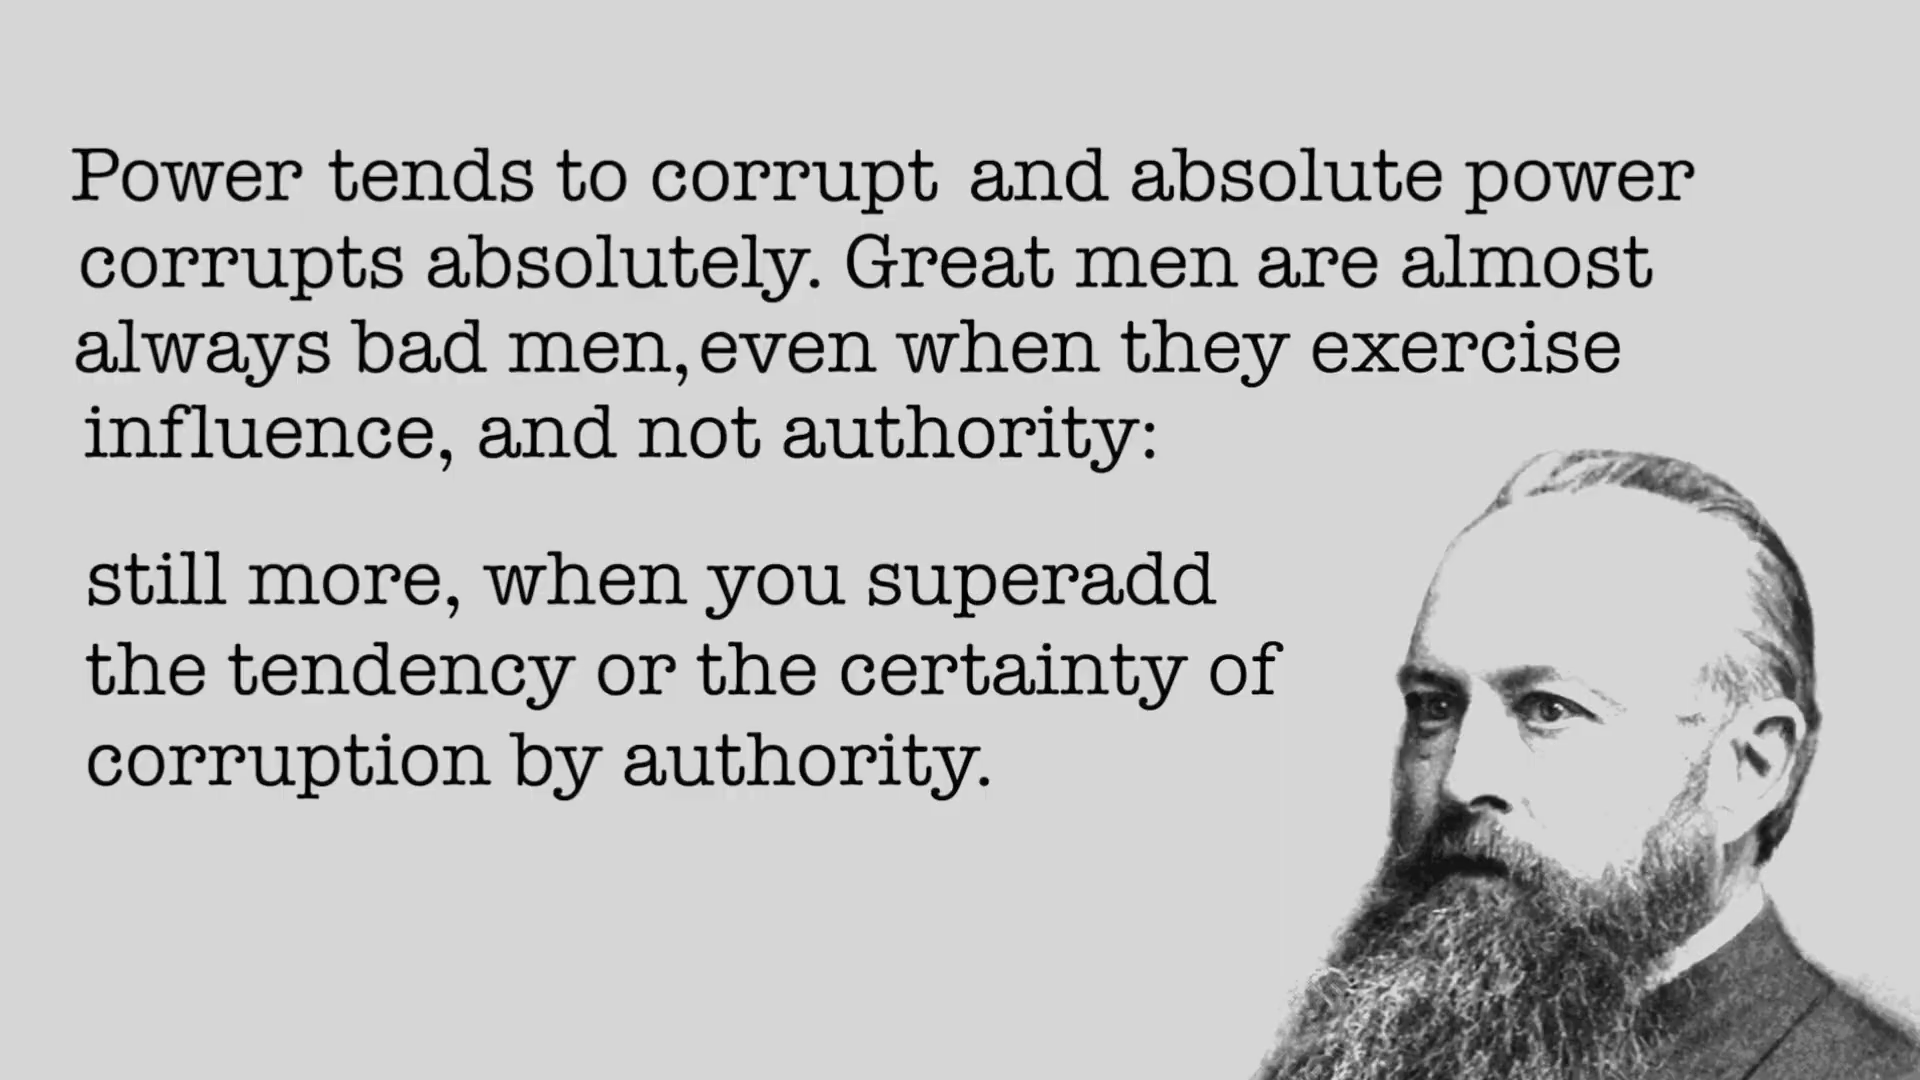 Power tends to corrupt and absolute power
corrupts absolutely. Great men are almost
always bad men, even when they exercise
influence, and not authority:
still more, when you superadd
the tendency or the certainty of
corruption by authority.